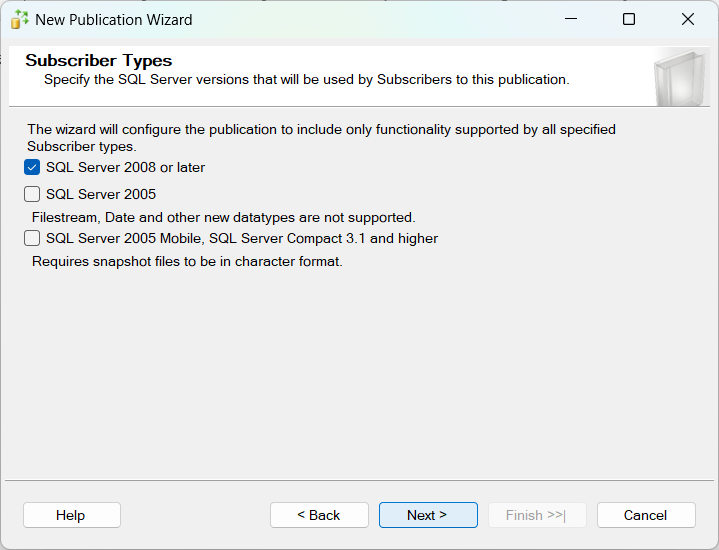 New Publication Wizard
Subscriber Types
Specify the SQL Server versions that will be used by Subscribers to this publication.
The wizard will configure the publication to include only functionality supported by all specified
Subscriber types.
SQL Server 2008 or later
SQL Server 2005
Filestream, Date and other new datatypes are not supported.
SQL Server 2005 Mobile, SQL Server Compact 3.1 and higher
Requires snapshot files to be in character format.
Help
< Back
Next >
Finish >>|
Cancel